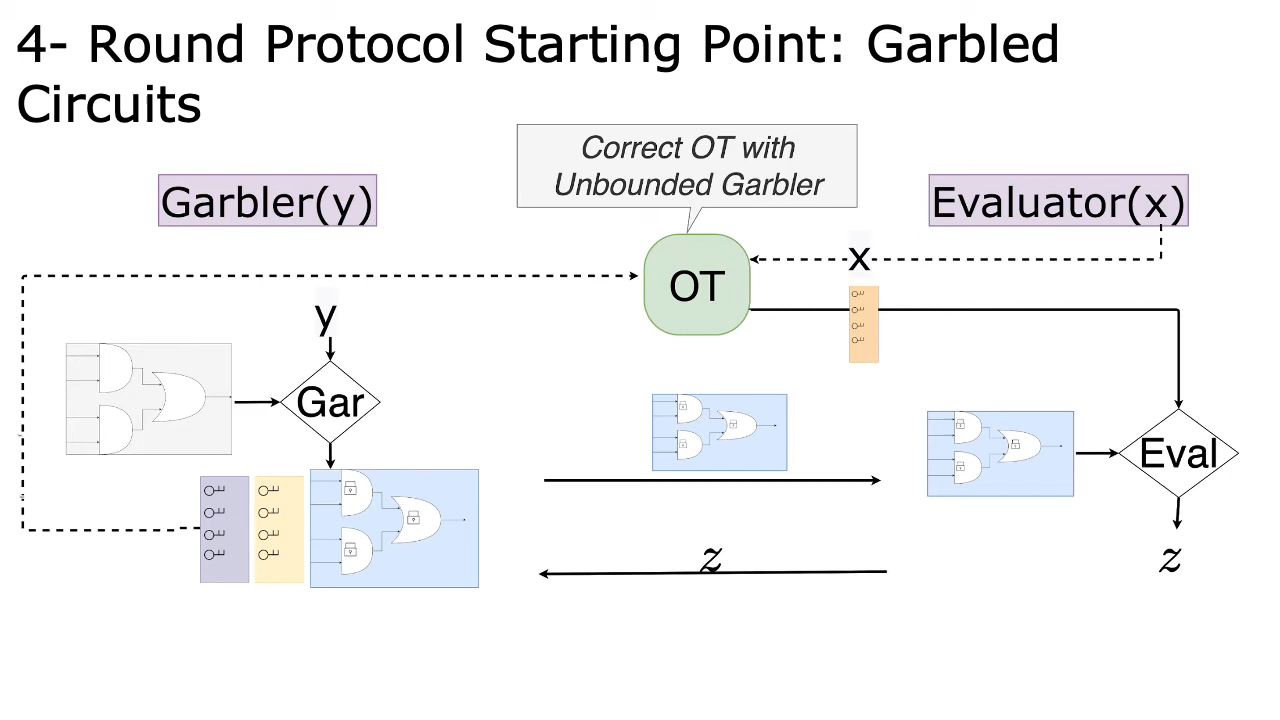 4- Round Protocol Starting Point: Garbled
Circuits
Correct OT with
Unbounded Garbler
Garbler(y)
Evaluator(x)
OT
x
y
Gar
Eval
z
z